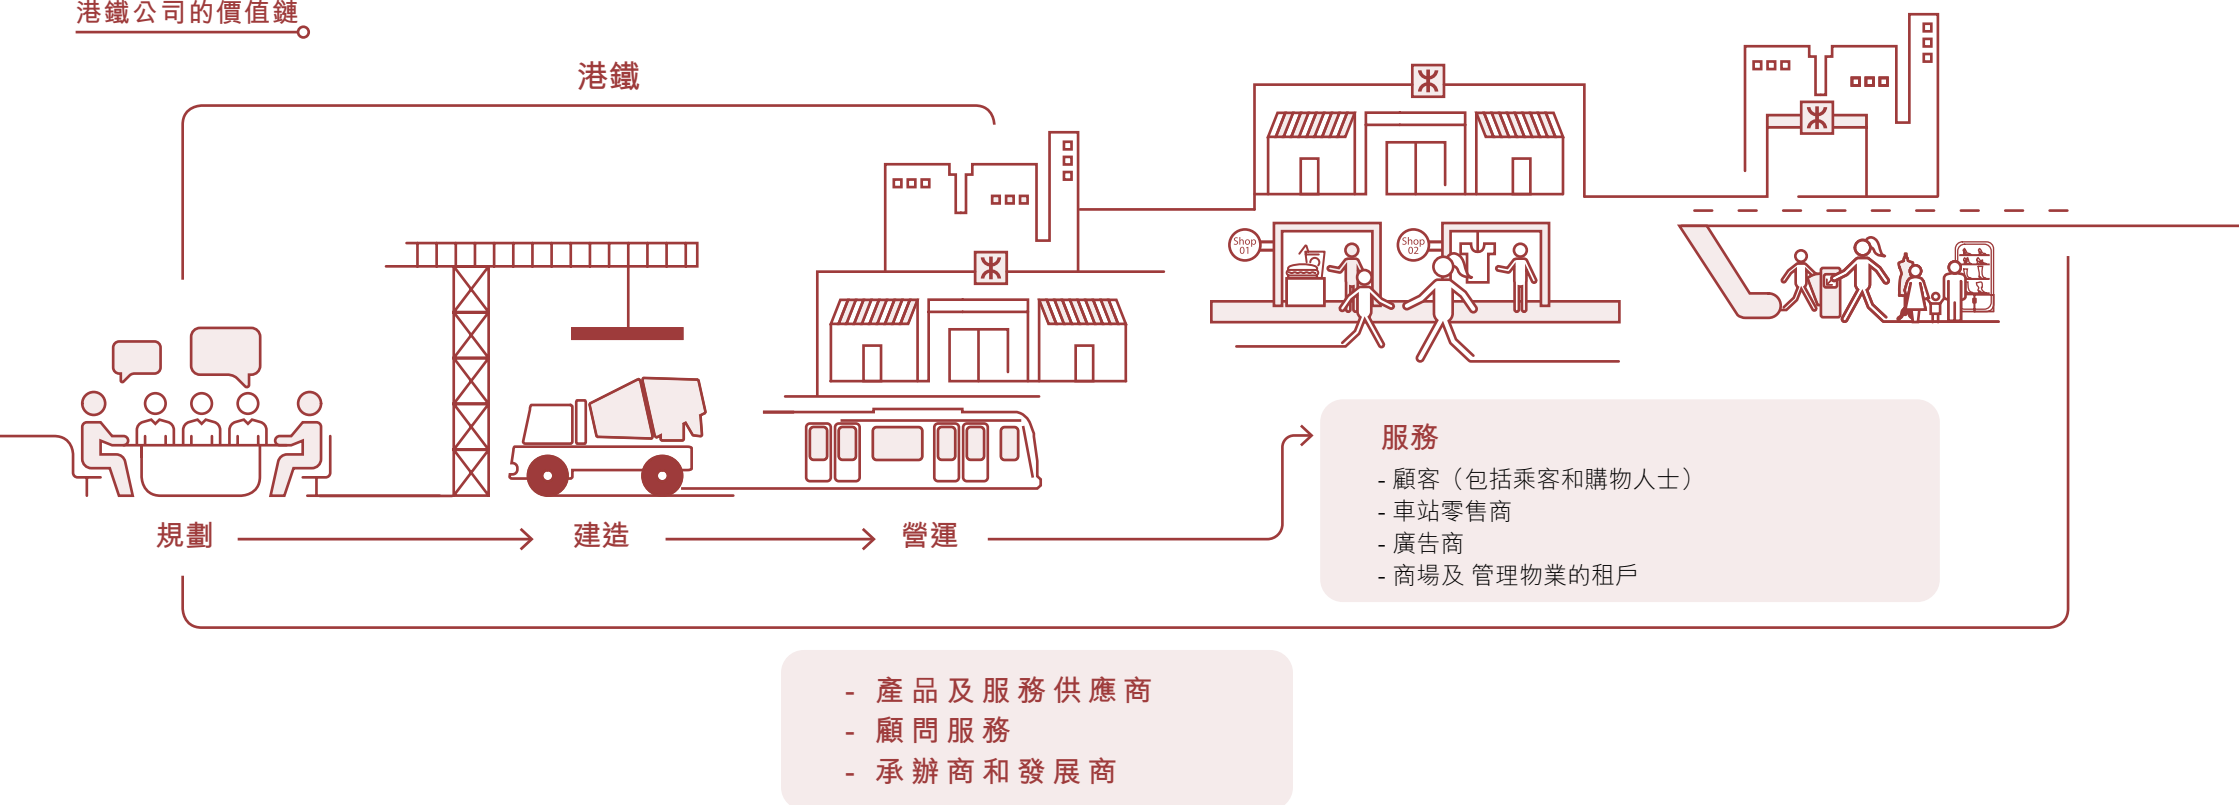 港鐵公司的價值鏈
港鐵
Shop
01
Shop
02
規劃
建造
營運
服務
- 顧客（包括乘客和購物人士）
- 車站零售商
- 廣告商
- 商場及 管理物業的租戶
- 產品及服務供應商
- 顧問服務
- 承辦商和發展商